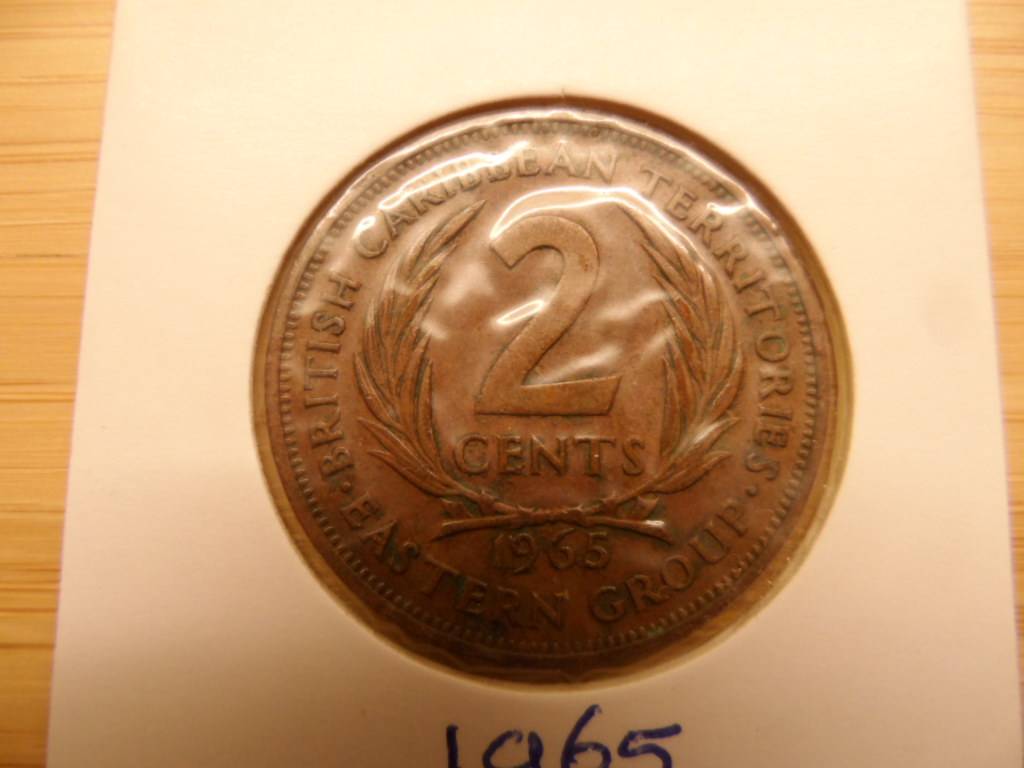 BRITISH CARIBBEAN TERRITORIES
2
CENTS
1965
·EASTERN GROUP·
1965